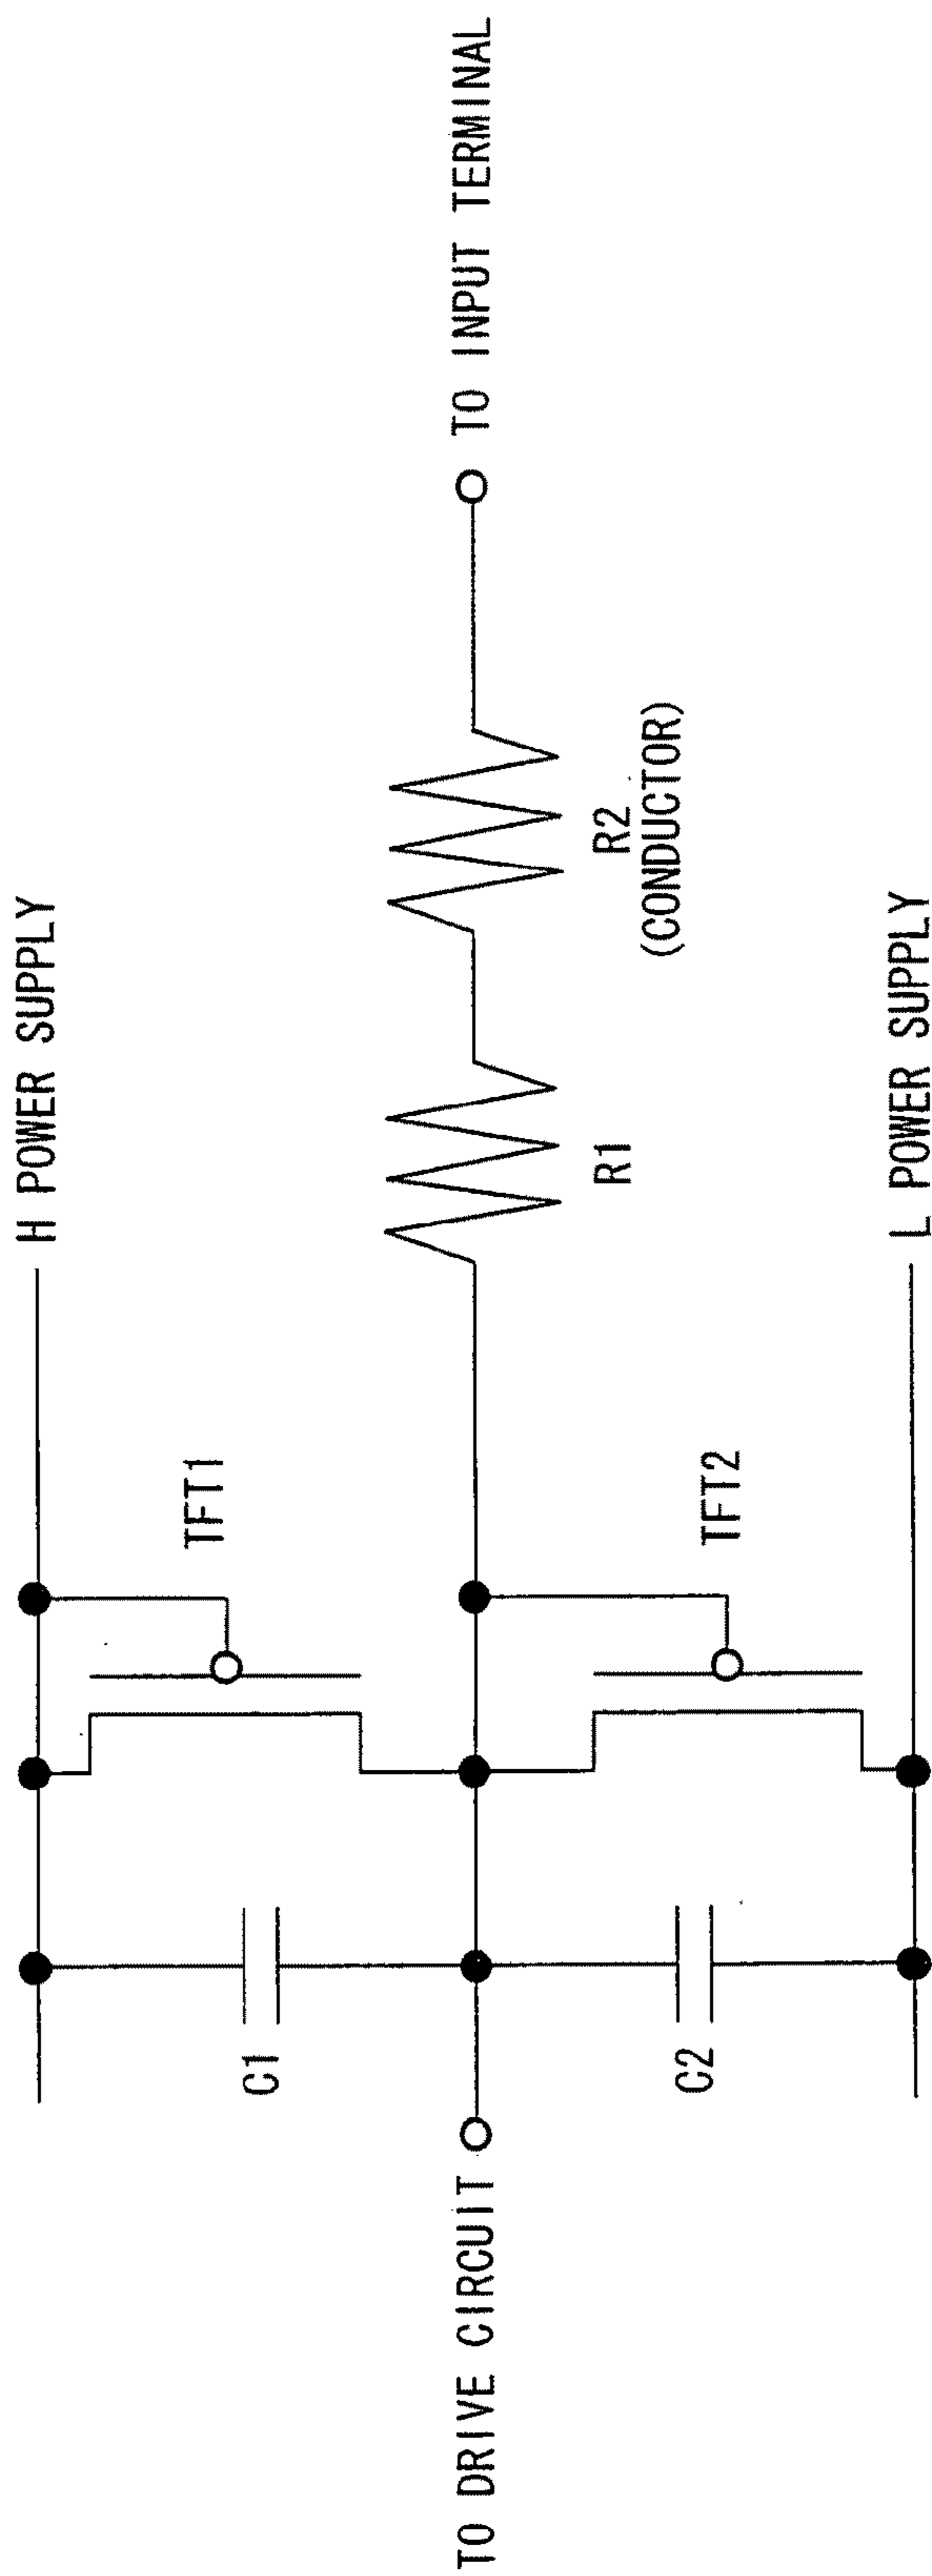 H POWER SUPPLY
TFT1
C1
TO DRIVE CIRCUIT
R1
R2
(CONDUCTOR)
TO INPUT TERMINAL
TFT2
C2
L POWER SUPPLY